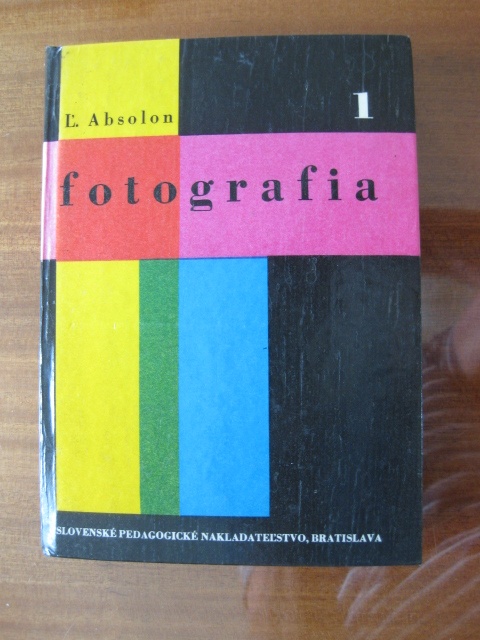 Ľ. Absolon
1
fotografia
SLOVENSKÉ PEDAGOGICKÉ NAKLADATEĽSTVO, BRATISLAVA